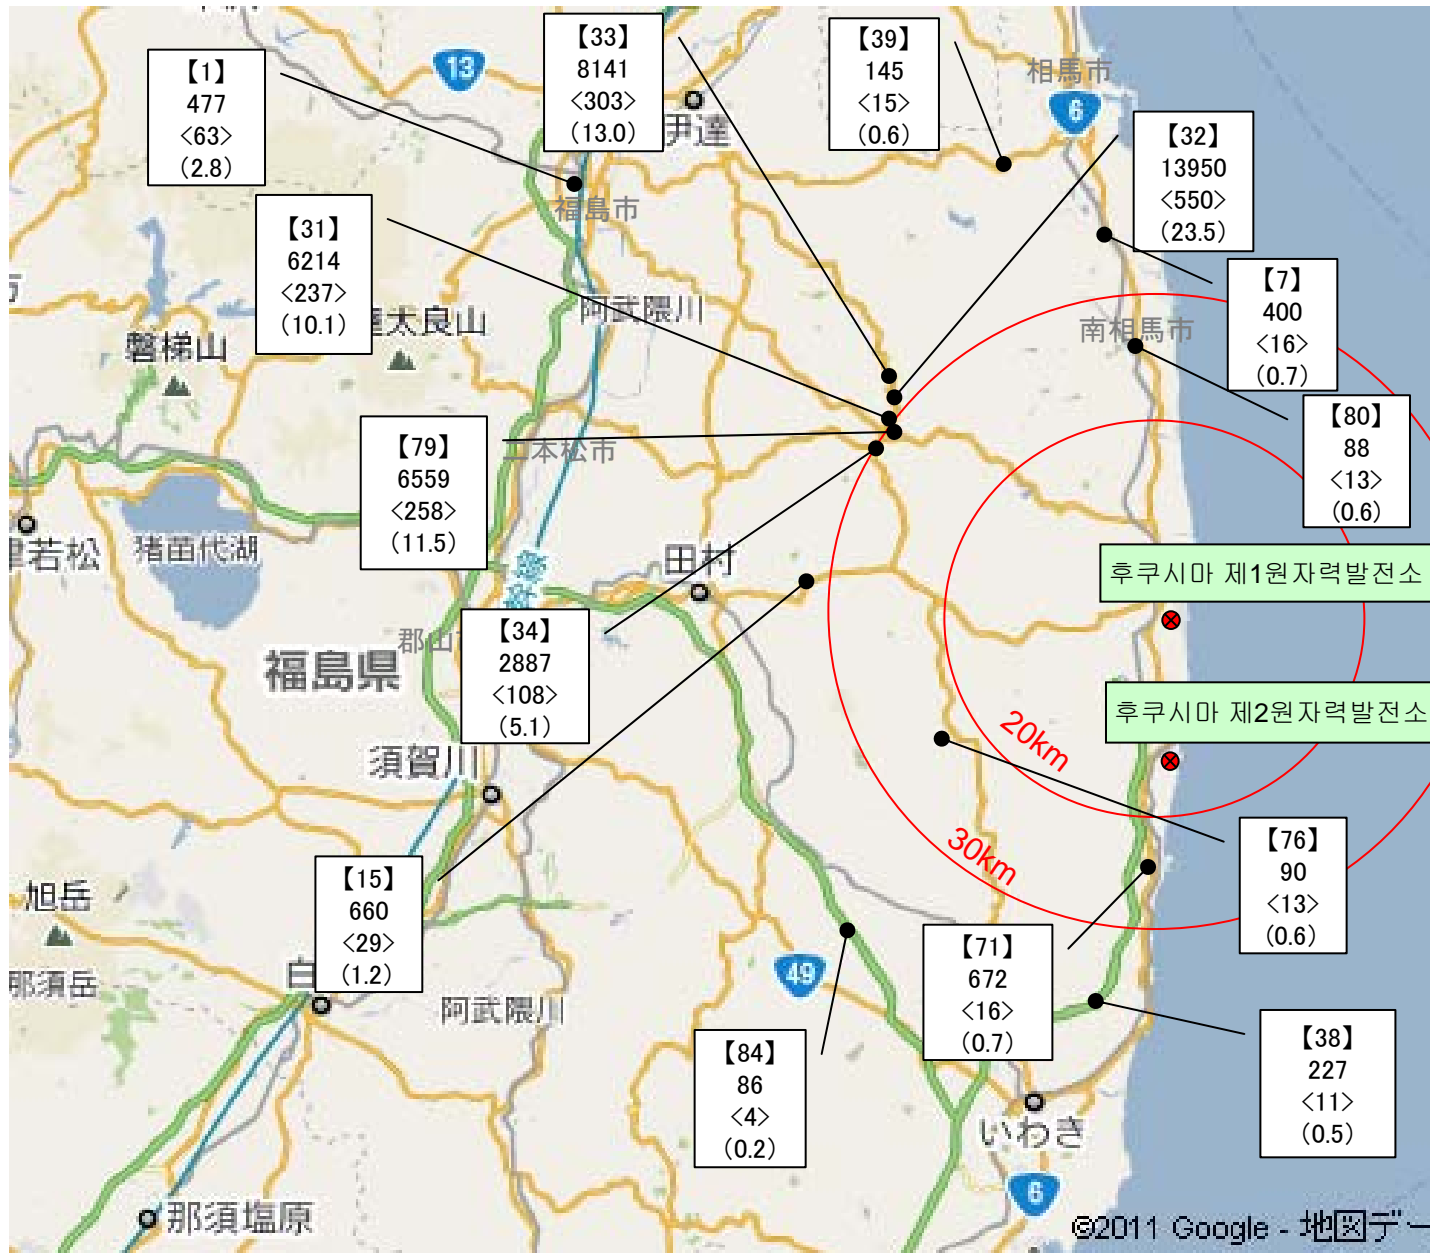 【1】
477
<63>
(2.8)
13
【33】
8141
<303>
(13.0)
伊達
【39】
145
<15>
(0.6)
相馬市
6
【32】
13950
<550>
(23.5)
福島市
【31】
6214
<237>
(10.1)
阿武隈川
達太良山
磐梯山
【7】
400
<16>
(0.7)
南相馬市
【80】
88
<13>
(0.6)
【79】
6559
<258>
(11.5)
二本松市
津若松
猪苗代湖
田村
후쿠시마 제1원자력발전소
【34】
2887
<108>
(5.1)
郡山
福島県
후쿠시마 제2원자력발전소
20km
須賀川
30km
【76】
90
<13>
(0.6)
【15】
660
<29>
(1.2)
旭岳
那須岳
白
阿武隈川
49
【71】
672
<16>
(0.7)
【84】
86
<4>
(0.2)
【38】
227
<11>
(0.5)
いわき
6
那須塩原
©2011 Google - 地図デー